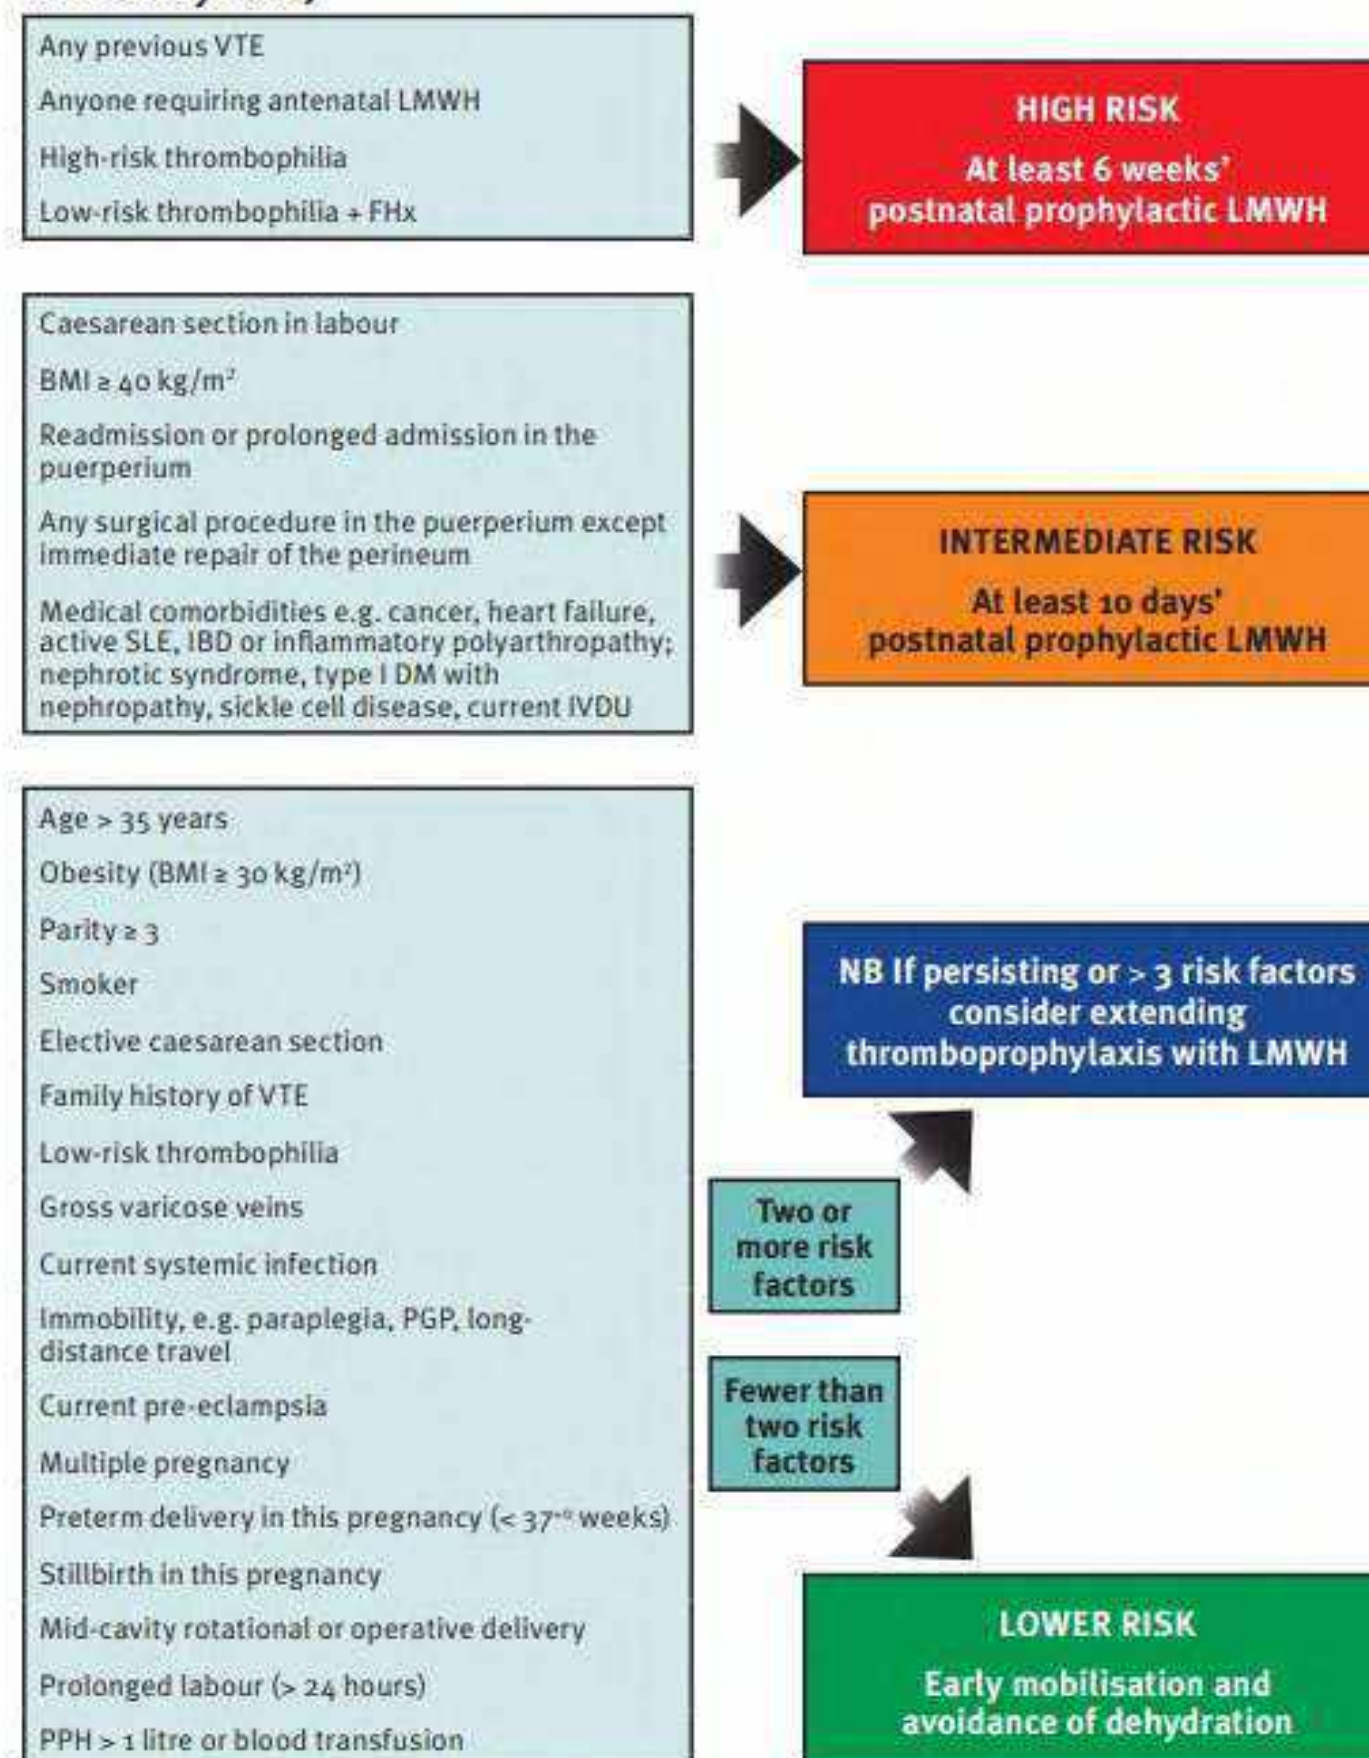 Any previous VTE
Anyone requiring antenatal LMWH
High-risk thrombophilia
Low-risk thrombophilia + FHx
HIGH RISK
At least 6 weeks'
postnatal prophylactic LMWH
Caesarean section in labour
BMI ≥ 40 kg/m²
Readmission or prolonged admission in the
puerperium
Any surgical procedure in the puerperium except
immediate repair of the perineum
Medical comorbidities e.g. cancer, heart failure,
active SLE, IBD or inflammatory polyarthropathy;
nephrotic syndrome, type I DM with
nephropathy, sickle cell disease, current IVDU
INTERMEDIATE RISK
At least 10 days'
postnatal prophylactic LMWH
Age > 35 years
Obesity (BMI ≥ 30 kg/m²)
Parity ≥ 3
Smoker
Elective caesarean section
Family history of VTE
Low-risk thrombophilia
Gross varicose veins
Current systemic infection
Immobility, e.g. paraplegia, PGP, long-
distance travel
Current pre-eclampsia
Multiple pregnancy
Preterm delivery in this pregnancy (< 37⁺⁰ weeks)
Stillbirth in this pregnancy
Mid-cavity rotational or operative delivery
Prolonged labour (> 24 hours)
PPH > 1 litre or blood transfusion
NB If persisting or > 3 risk factors
consider extending
thromboprophylaxis with LMWH
Two or
more risk
factors
Fewer than
two risk
factors
LOWER RISK
Early mobilisation and
avoidance of dehydration